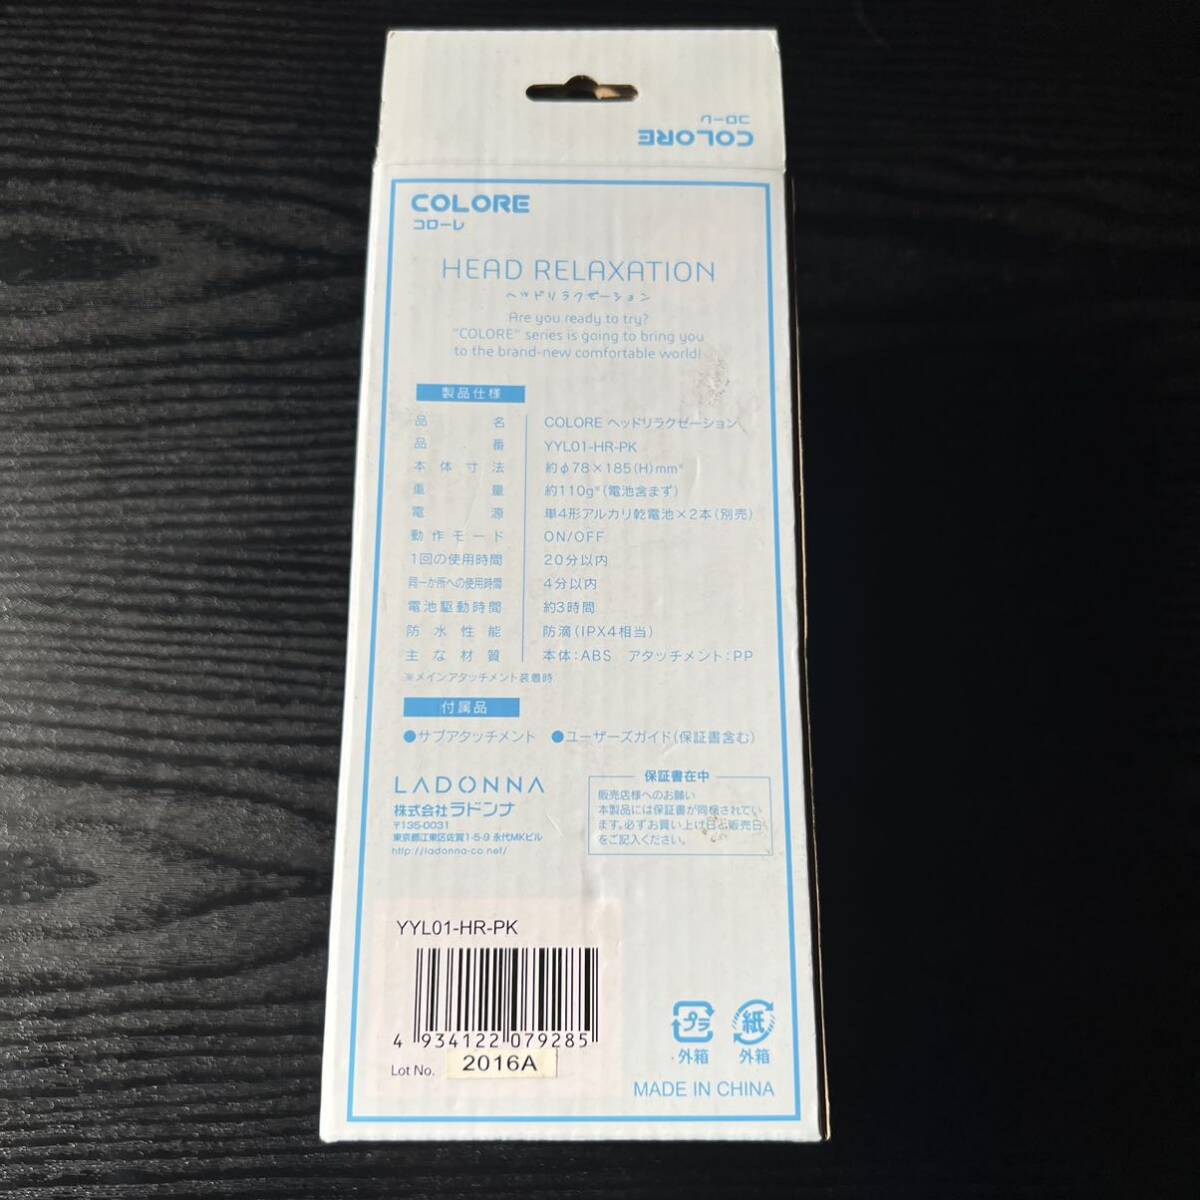 COLORE
コローレ
COLORE
コローレ
HEAD RELAXATION
ヘッドリラクゼーション
Are you ready to try?
"COLORE" series is going to bring you
to the brand-new comfortable world!
製品仕様
品名 COLORE ヘッドリラクゼーション
品番 YYL01-HR-PK
本体寸法 約φ78×185(H)mm※
重量 約110g※(電池含まず)
電源 単4形アルカリ乾電池×2本(別売)
動作モード ON/OFF
1回の使用時間 20分以内
同一か所への使用時間 4分以内
電池駆動時間 約3時間
防水性能 防滴(IPX4相当)
主な材質 本体:ABS アタッチメント:PP
※メインアタッチメント装着時
付属品
●サブアタッチメント ●ユーザーズガイド(保証書含む)
LADONNA
株式会社ラドンナ
〒135-0031
東京都江東区佐賀1-5-9 永代MKビル
http://ladonna-co.net/
保証書在中
販売店様へのお願い
本製品には保証書が同梱されてい
ます。必ずお買い上げ日と販売日
をご記入ください。
YYL01-HR-PK
4 934122 079285
Lot No. 2016A
プラ
外箱
紙
外箱
MADE IN CHINA